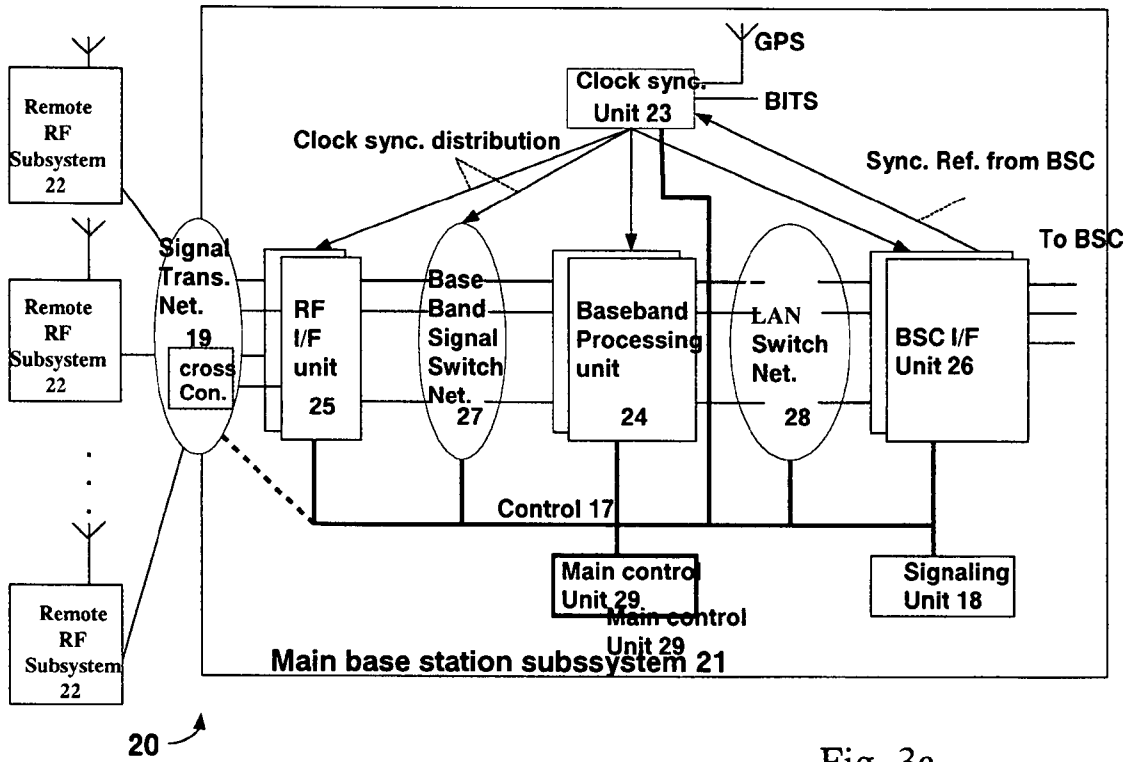 GPS
Clock sync.
Unit 23
BITS
Clock sync. distribution
Sync. Ref. from BSC
To BSC
Remote
RF
Subsystem
22
Remote
RF
Subsystem
22
Remote
RF
Subsystem
22
Signal
Trans.
Net.
19
cross
Con.
RF
I/F
unit
25
Base
Band
Signal
Switch
Net.
27
Baseband
Processing
unit
24
LAN
Switch
Net.
28
BSC I/F
Unit 26
Control 17
Main control
Unit 29
Main control
Unit 29
Signaling
Unit 18
Main base station subssystem 21
20
Fig. 3e